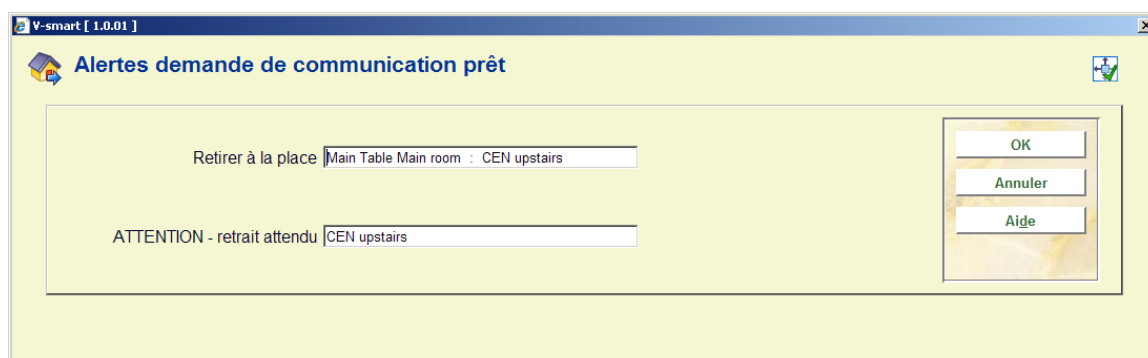 V-smart [ 1.0.01 ]
Alertes demande de communication prêt
Retirer à la place Main Table Main room : CEN upstairs
ATTENTION - retrait attendu CEN upstairs
OK
Annuler
Aide